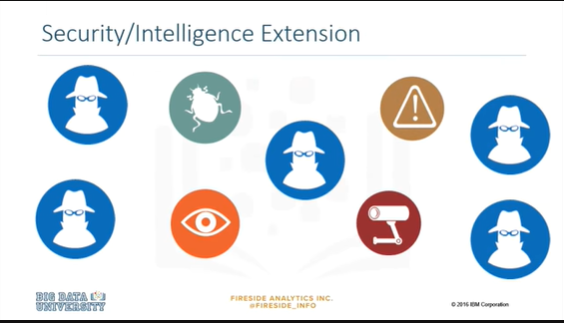 Security/Intelligence Extension
BIG DATA
UNIVERSITY
FIRESIDE ANALYTICS INC.
@FIRESIDE_INFO
© 2016 IBM Corporation